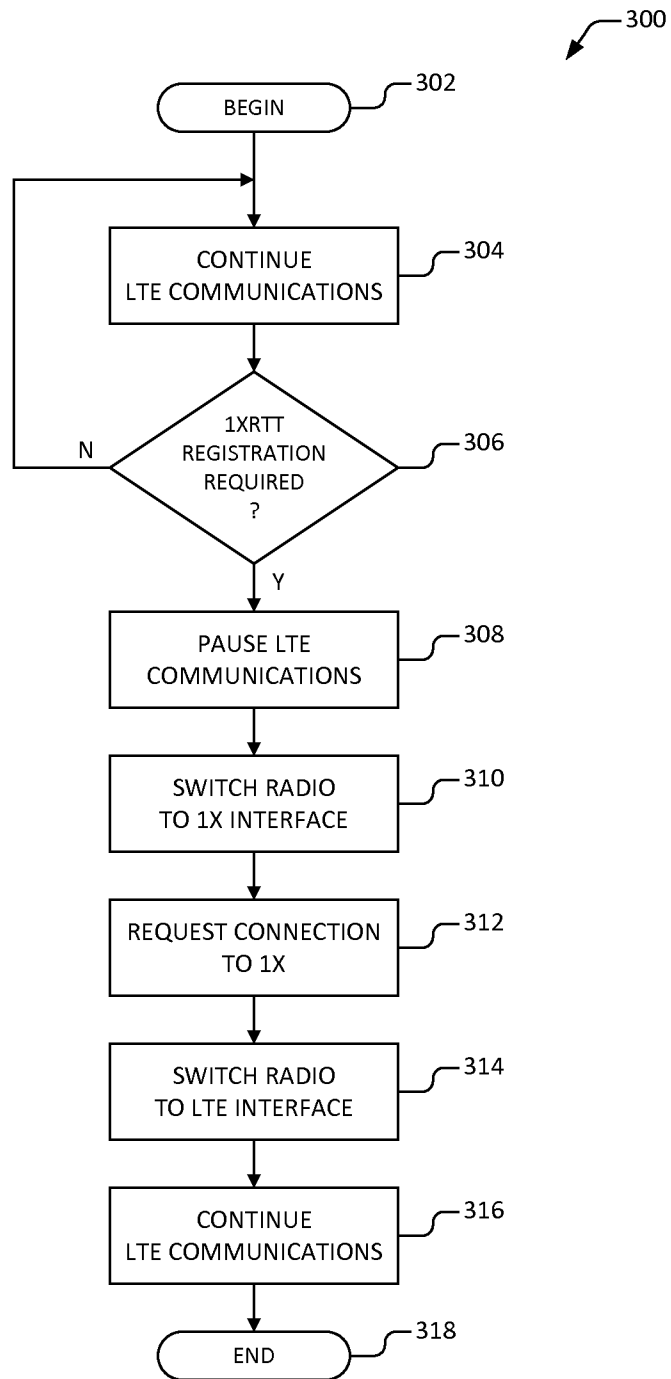 300
BEGIN
302
CONTINUE
LTE COMMUNICATIONS
304
1XRTT
REGISTRATION
REQUIRED
?
306
N
Y
PAUSE LTE
COMMUNICATIONS
308
SWITCH RADIO
TO 1X INTERFACE
310
REQUEST CONNECTION
TO 1X
312
SWITCH RADIO
TO LTE INTERFACE
314
CONTINUE
LTE COMMUNICATIONS
316
END
318